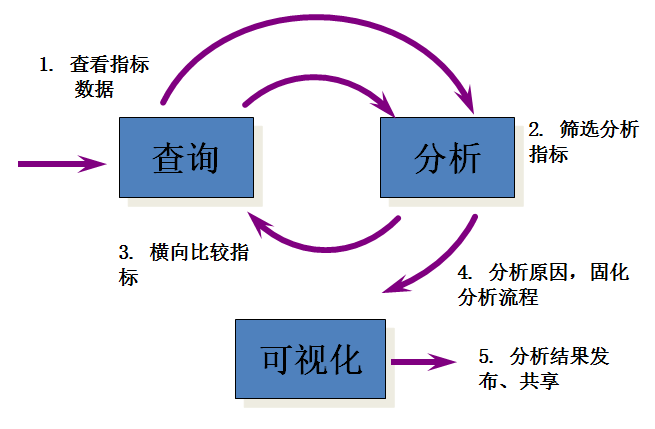 1. 查看指标
数据
查询
分析
2. 筛选分析
指标
3. 横向比较指
标
4. 分析原因，固化
分析流程
可视化
5. 分析结果发
布、共享